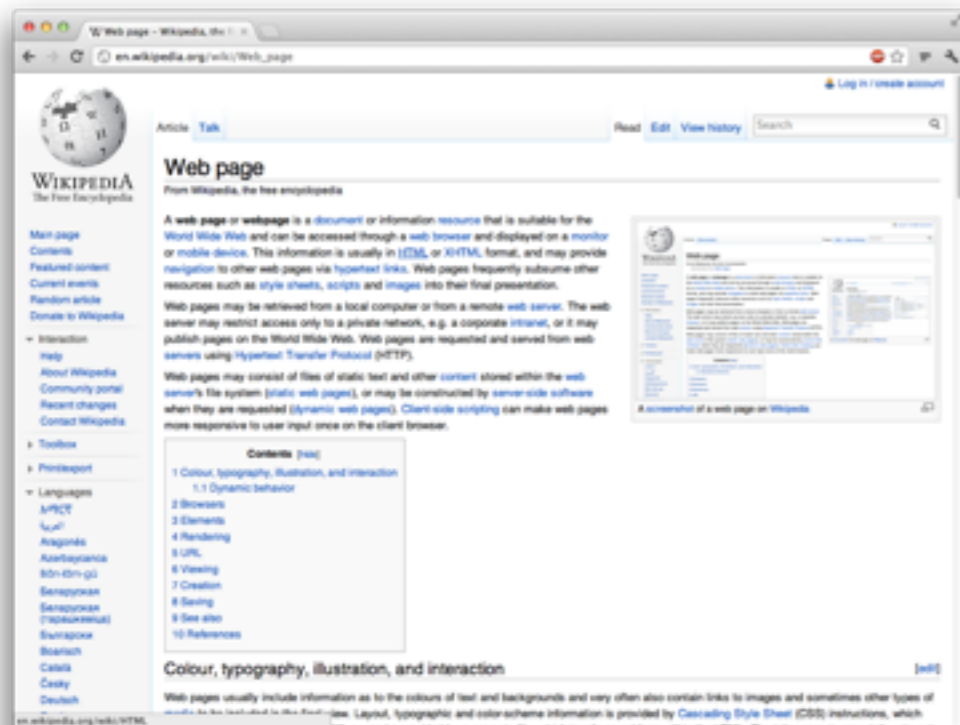 Web page – Wikipedia, the
en.wikipedia.org/wiki/Web_page
Log in / create account
Article Talk
Read Edit View history Search
WIKIPEDIA
The Free Encyclopedia
Web page
From Wikipedia, the free encyclopedia
A web page or webpage is a document or information resource that is suitable for the
World Wide Web and can be accessed through a web browser and displayed on a monitor
or mobile device. This information is usually in HTML or XHTML format, and may provide
navigation to other web pages via hypertext links. Web pages frequently subsume other
resources such as style sheets, scripts and images into their final presentation.
Web pages may be retrieved from a local computer or from a remote web server. The web
server may restrict access only to a private network, e.g. a corporate intranet, or it may
publish pages on the World Wide Web. Web pages are requested and served from web
servers using Hypertext Transfer Protocol (HTTP).
Web pages may consist of files of static text and other content stored within the web
server's file system (static web pages), or may be constructed by server-side software
when they are requested (dynamic web pages). Client-side scripting can make web pages
more responsive to user input once on the client browser.
A screenshot of a web page on Wikipedia
Main page
Contents
Featured content
Current events
Random article
Donate to Wikipedia
Interaction
Help
About Wikipedia
Community portal
Recent changes
Contact Wikipedia
Toolbox
Print/export
Languages
አማርኛ
العربية
Aragonés
Azərbaycanca
Bân-lâm-gú
Беларуская
Беларуская
(тарашкевіца)
Български
Boarisch
Català
Česky
Deutsch
Contents [hide]
1 Colour, typography, illustration, and interaction
1.1 Dynamic behavior
2 Browsers
3 Elements
4 Rendering
5 URL
6 Viewing
7 Creation
8 Saving
9 See also
10 References
Colour, typography, illustration, and interaction [edit]
Web pages usually include information as to the colours of text and backgrounds and very often also contain links to images and sometimes other types of
media to be included in the final view. Layout, typographic and color-scheme information is provided by Cascading Style Sheet (CSS) instructions, which
en.wikipedia.org/wiki/HTML